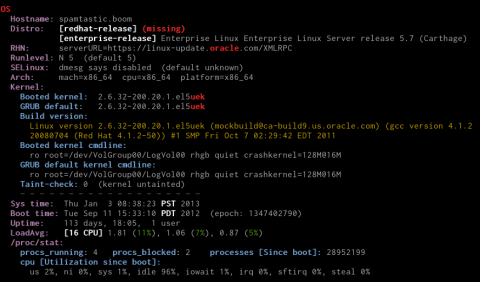 OS
Hostname: spamtastic.boom
Distro: [redhat-release] (missing)
[enterprise-release] Enterprise Linux Enterprise Linux Server release 5.7 (Carthage)
RHN: serverURL=https://linux-update.oracle.com/XMLRPC
Runlevel: N 5 (default 5)
SELinux: dmesg says disabled (default unknown)
Arch: mach=x86_64 cpu=x86_64 platform=x86_64
Kernel:
Booted kernel: 2.6.32-200.20.1.el5uek
GRUB default: 2.6.32-200.20.1.el5uek
Build version:
Linux version 2.6.32-200.20.1.el5uek (mockbuild@ca-build9.us.oracle.com) (gcc version 4.1.2
20080704 (Red Hat 4.1.2-50)) #1 SMP Fri Oct 7 02:29:42 EDT 2011
Booted kernel cmdline:
ro root=/dev/VolGroup00/LogVol00 rhgb quiet crashkernel=128M@16M
GRUB default kernel cmdline:
ro root=/dev/VolGroup00/LogVol00 rhgb quiet crashkernel=128M@16M
Taint-check: 0 (kernel untainted)
- - - - - - - - - - - - - - - - - - -
Sys time: Thu Jan 3 08:38:23 PST 2013
Boot time: Tue Sep 11 15:33:10 PDT 2012 (epoch: 1347402790)
Uptime: 113 days, 18:05, 1 user
LoadAvg: [16 CPU] 1.81 (11%), 1.06 (7%), 0.87 (5%)
/proc/stat:
procs_running: 4 procs_blocked: 2 processes [Since boot]: 28952199
cpu [Utilization since boot]:
us 2%, ni 0%, sys 1%, idle 96%, iowait 1%, irq 0%, sftirq 0%, steal 0%